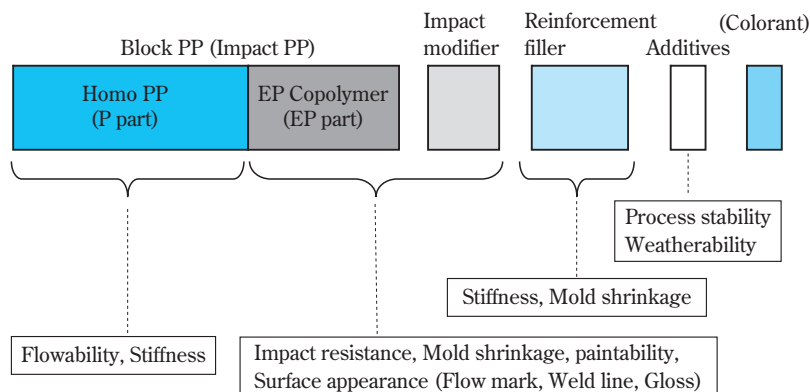 Block PP (Impact PP)
Impact
modifier
Reinforcement
filler
Additives
(Colorant)
Homo PP
(P part)
EP Copolymer
(EP part)
Process stability
Weatherability
Stiffness, Mold shrinkage
Flowability, Stiffness
Impact resistance, Mold shrinkage, paintability,
Surface appearance (Flow mark, Weld line, Gloss)